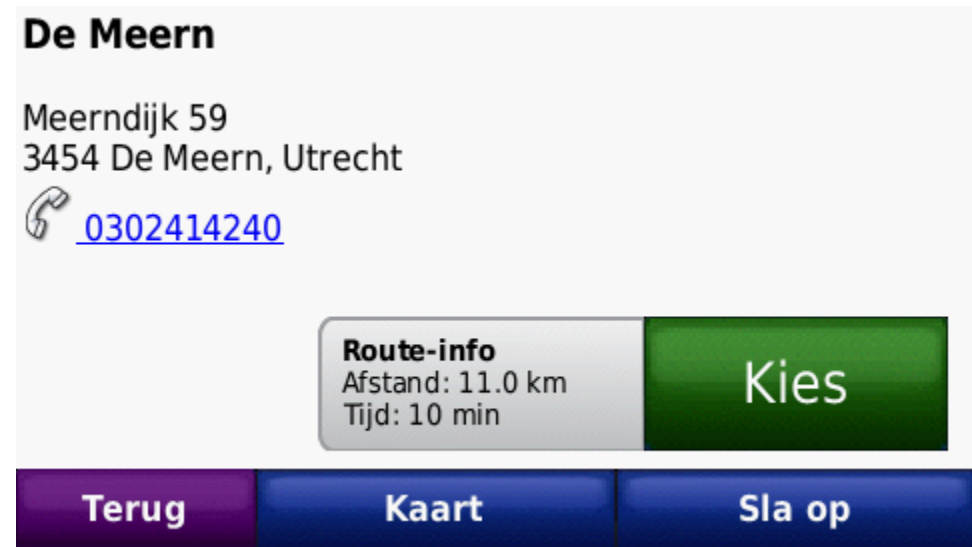 De Meern
Meerndijk 59
3454 De Meern, Utrecht
0302414240
Route-info
Afstand: 11.0 km
Tijd: 10 min
Kies
Terug
Kaart
Sla op